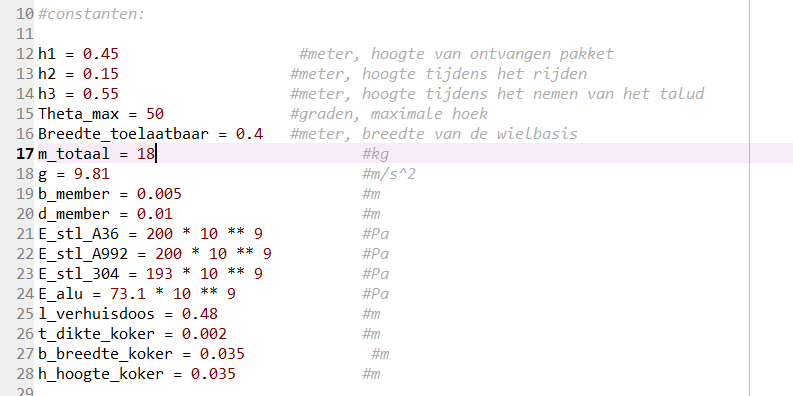 10 #constanten:
11
12 h1 = 0.45 #meter, hoogte van ontvangen pakket
13 h2 = 0.15 #meter, hoogte tijdens het rijden
14 h3 = 0.55 #meter, hoogte tijdens het nemen van het talud
15 Theta_max = 50 #graden, maximale hoek
16 Breedte_toelaatbaar = 0.4 #meter, breedte van de wielbasis
17 m_totaal = 18 #kg
18 g = 9.81 #m/s^2
19 b_member = 0.005 #m
20 d_member = 0.01 #m
21 E_stl_A36 = 200 * 10 ** 9 #Pa
22 E_stl_A992 = 200 * 10 ** 9 #Pa
23 E_stl_304 = 193 * 10 ** 9 #Pa
24 E_alu = 73.1 * 10 ** 9 #Pa
25 l_verhuisdoos = 0.48 #m
26 t_dikte_koker = 0.002 #m
27 b_breedte_koker = 0.035 #m
28 h_hoogte_koker = 0.035 #m
29